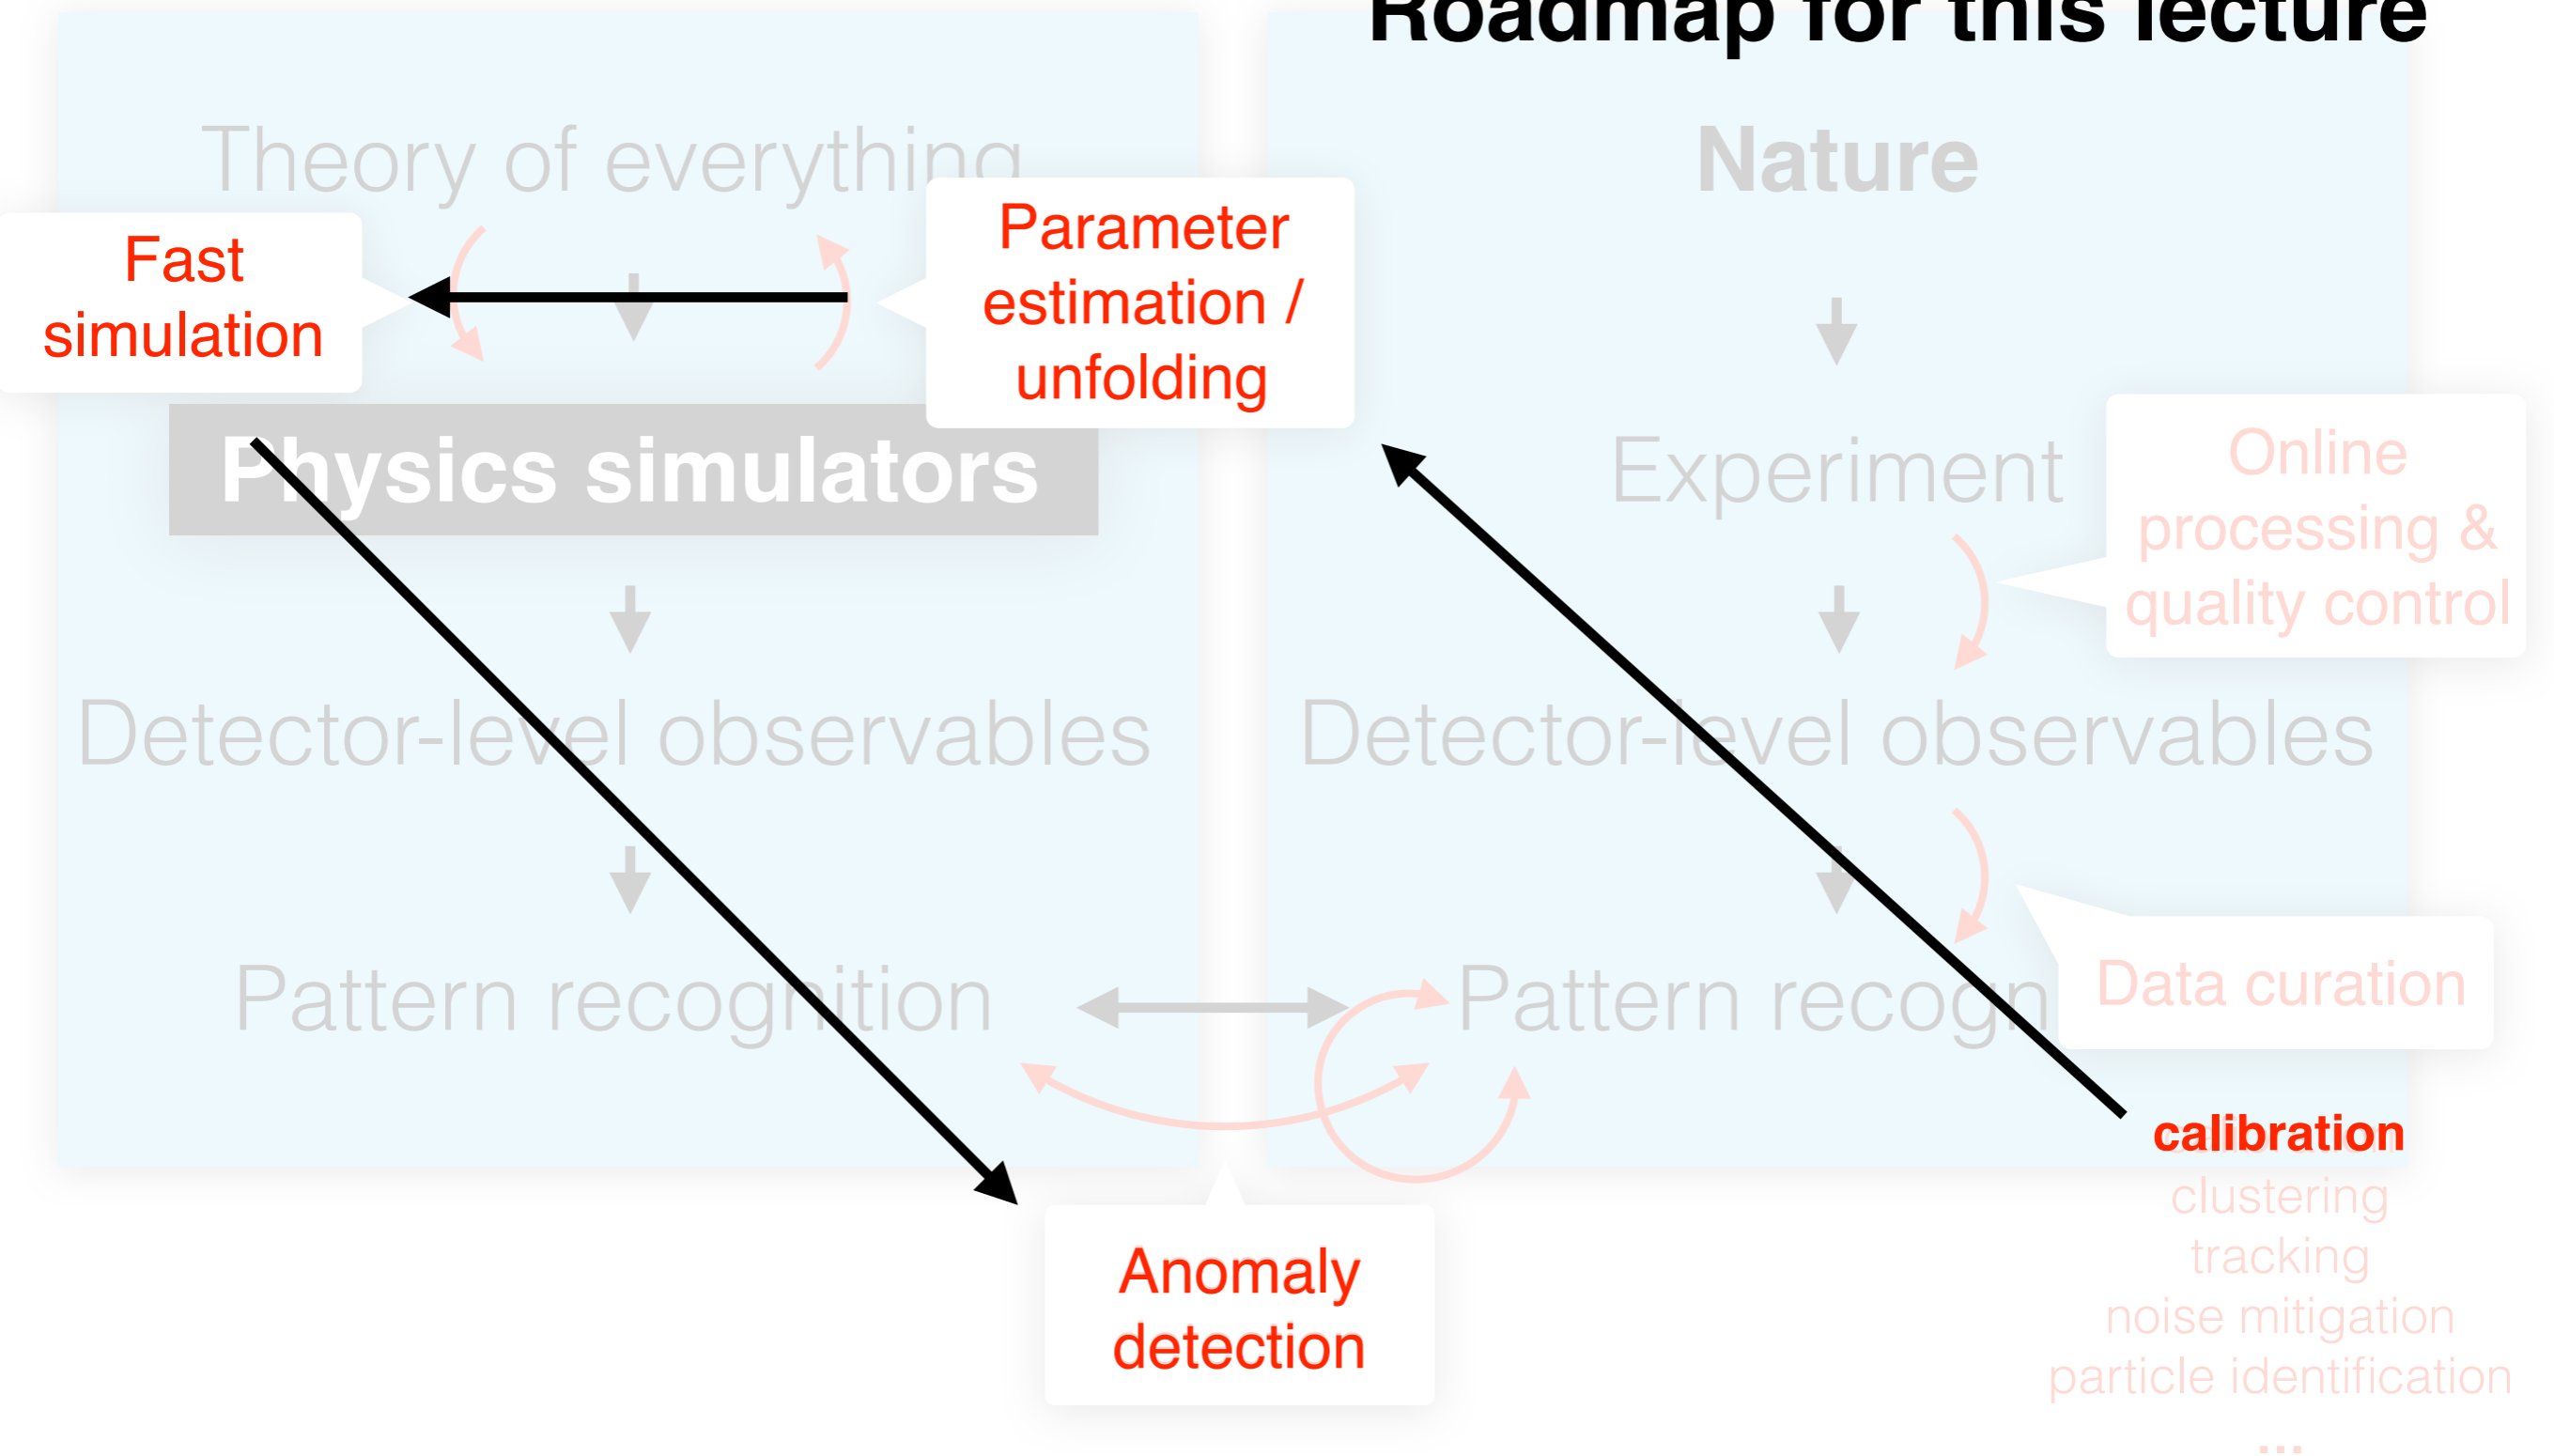 Roadmap for this lecture
Theory of everything
Nature
Fast
simulation
Parameter
estimation /
unfolding
Physics simulators
Experiment
Online
processing &
quality control
Detector-level observables
Detector-level observables
Pattern recognition
Pattern recogn
Data curation
calibration
clustering
tracking
noise mitigation
particle identification
...
Anomaly
detection